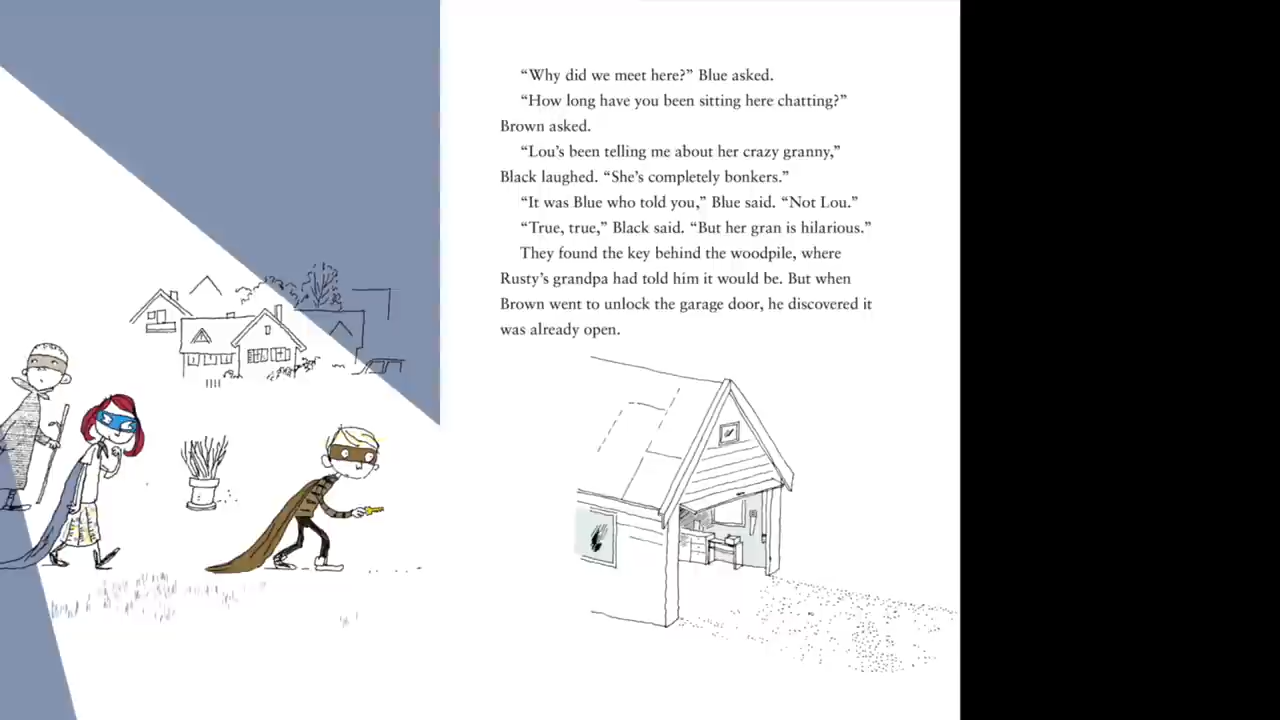 “Why did we meet here?” Blue asked.
“How long have you been sitting here chatting?”
Brown asked.
“Lou’s been telling me about her crazy granny,”
Black laughed. “She’s completely bonkers.”
“It was Blue who told you,” Blue said. “Not Lou.”
“True, true,” Black said. “But her gran is hilarious.”
They found the key behind the woodpile, where
Rusty’s grandpa had told him it would be. But when
Brown went to unlock the garage door, he discovered it
was already open.